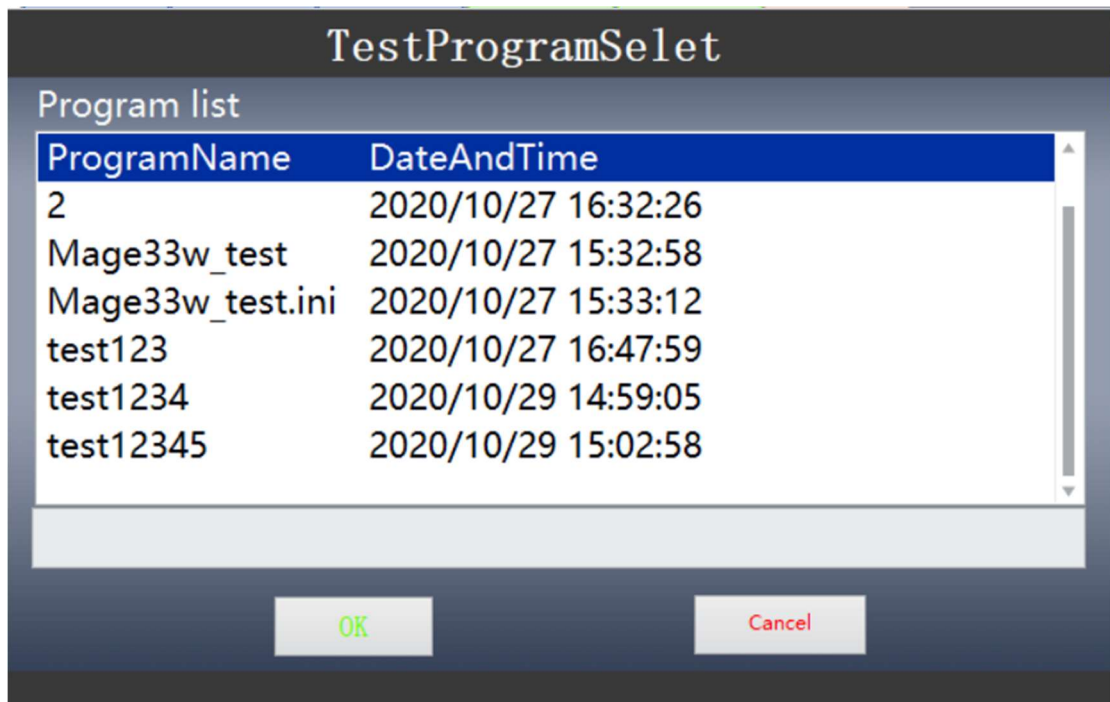 TestProgramSelet
Program list
ProgramName DateAndTime
2 2020/10/27 16:32:26
Mage33w_test 2020/10/27 15:32:58
Mage33w_test.ini 2020/10/27 15:33:12
test123 2020/10/27 16:47:59
test1234 2020/10/29 14:59:05
test12345 2020/10/29 15:02:58
OK Cancel